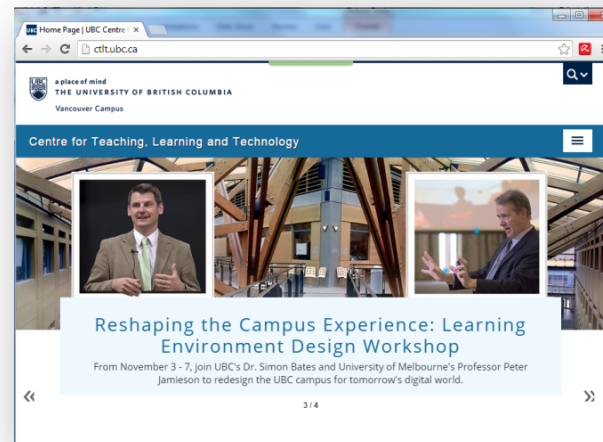 Home Page | UBC Centre
ctlt.ubc.ca
UBC
a place of mind
THE UNIVERSITY OF BRITISH COLUMBIA
Vancouver Campus
Centre for Teaching, Learning and Technology
Reshaping the Campus Experience: Learning
Environment Design Workshop
From November 3 - 7, join UBC's Dr. Simon Bates and University of Melbourne's Professor Peter
Jamieson to redesign the UBC campus for tomorrow's digital world.
« »
3 / 4